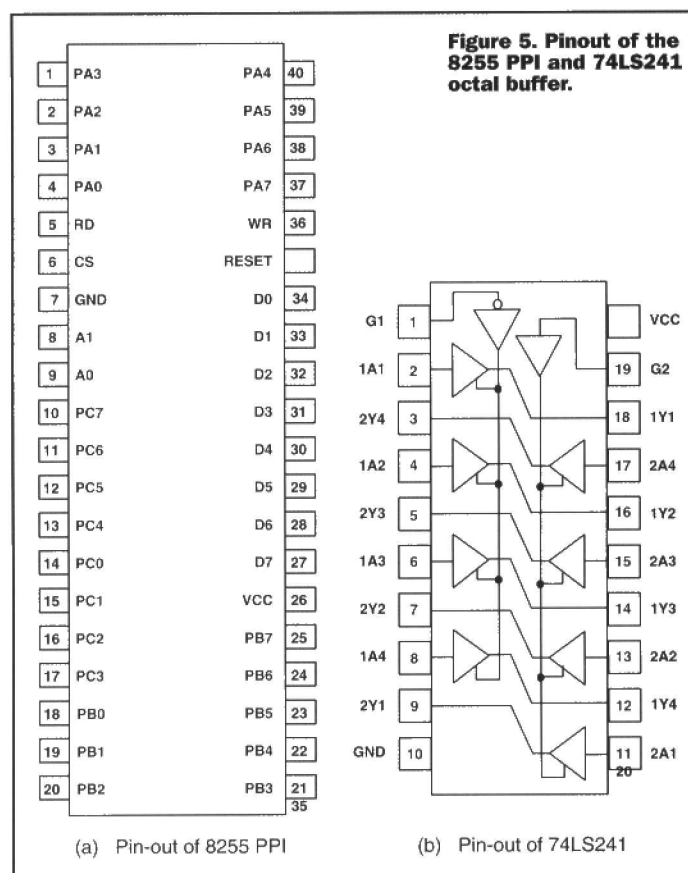 Figure 5. Pinout of the
8255 PPI and 74LS241
octal buffer.
1 PA3 PA4 40
2 PA2 PA5 39
3 PA1 PA6 38
4 PA0 PA7 37
5 RD WR 36
6 CS RESET
7 GND D0 34
8 A1 D1 33
9 A0 D2 32
10 PC7 D3 31
11 PC6 D4 30
12 PC5 D5 29
13 PC4 D6 28
14 PC0 D7 27
15 PC1 VCC 26
16 PC2 PB7 25
17 PC3 PB6 24
18 PB0 PB5 23
19 PB1 PB4 22
20 PB2 PB3 21
35
(a) Pin-out of 8255 PPI
G1 1 VCC
1A1 2 19 G2
2Y4 3 18 1Y1
1A2 4 17 2A4
2Y3 5 16 1Y2
1A3 6 15 2A3
2Y2 7 14 1Y3
1A4 8 13 2A2
2Y1 9 12 1Y4
GND 10 11 2A1
20
(b) Pin-out of 74LS241